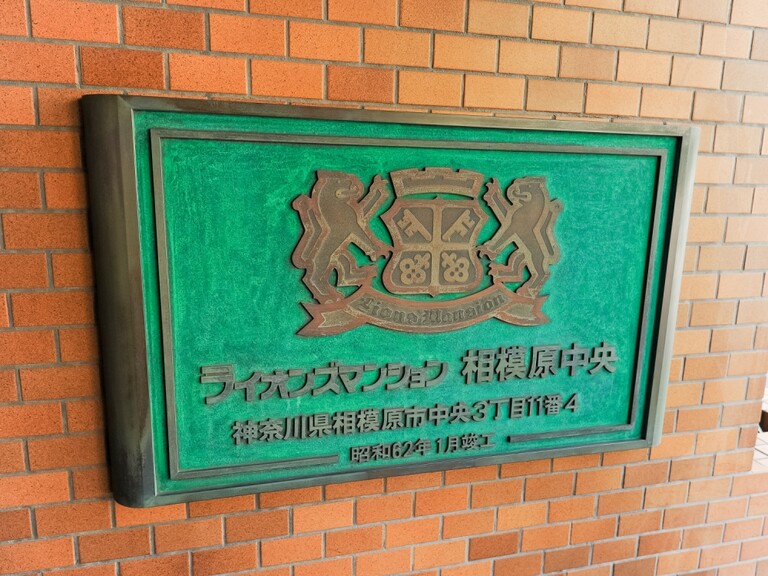 Lions Mansion
ライオンズマンション 相模原中央
神奈川県相模原市中央3丁目11番4
昭和62年1月竣工